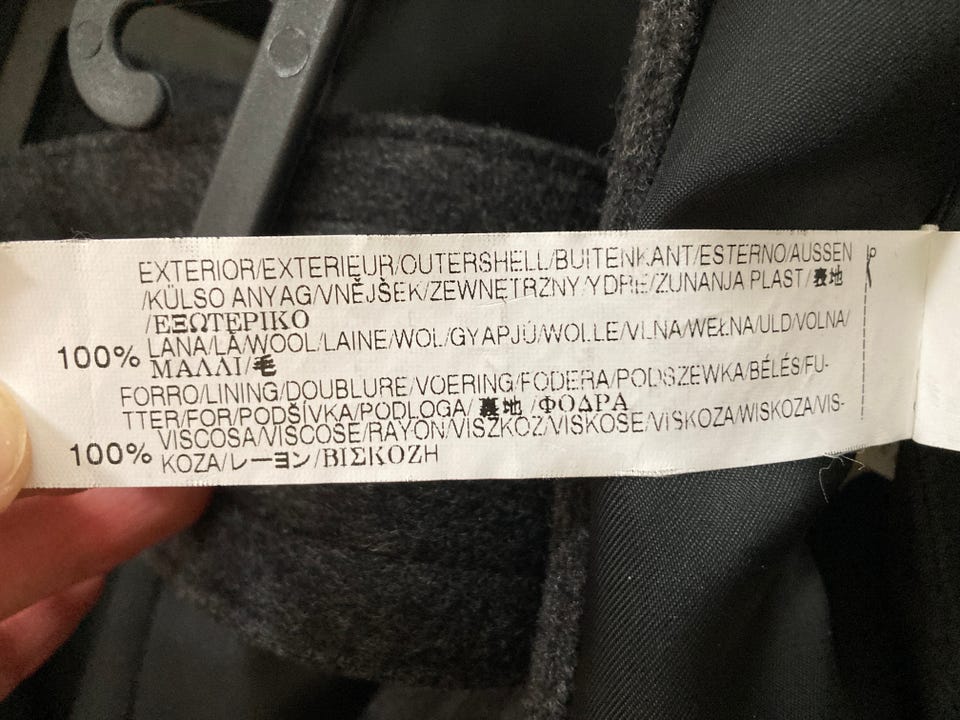 EXTERIOR/EXTERIEUR/OUTERSHELL/BUITENKANT/ESTERNO/AUSSEN
/KÜLSO ANYAG/VNĚJŠEK/ZEWNĘTRZNY/YDRE/ZUNANJA PLAST/表地
/ΕΞΩΤΕΡΙΚΟ
100% LANA/LÃ/WOOL/LAINE/WOL/GYAPJÚ/WOLLE/VLNA/WEŁNA/ULD/VOLNA/
ΜΑΛΛΙ/毛
FORRO/LINING/DOUBLURE/VOERING/FODERA/PODSZEWKA/BÉLÉS/FU-
TTER/FOR/PODŠÍVKA/PODLOGA/裏地/ΦΟΔΡΑ
100% VISCOSA/VISCOSE/RAYON/VISZKÓZ/VISKOSE/VISKOZA/WISKOZA/VIS-
KOZA/レーヨン/ΒΙΣΚΟΖΗ